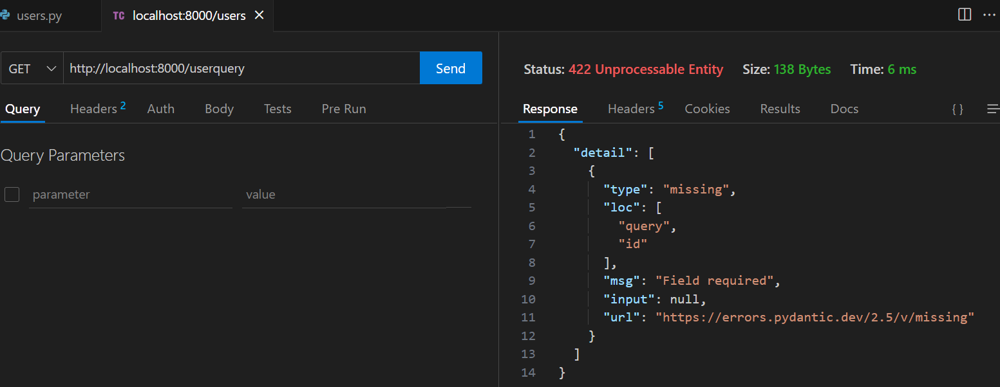 users.py
TC localhost:8000/users
GET http://localhost:8000/userquery Send
Query Headers 2 Auth Body Tests Pre Run
Query Parameters
parameter value
Status: 422 Unprocessable Entity Size: 138 Bytes Time: 6 ms
Response Headers 5 Cookies Results Docs { }
1 {
2 "detail": [
3 {
4 "type": "missing",
5 "loc": [
6 "query",
7 "id"
8 ],
9 "msg": "Field required",
10 "input": null,
11 "url": "https://errors.pydantic.dev/2.5/v/missing"
12 }
13 ]
14 }